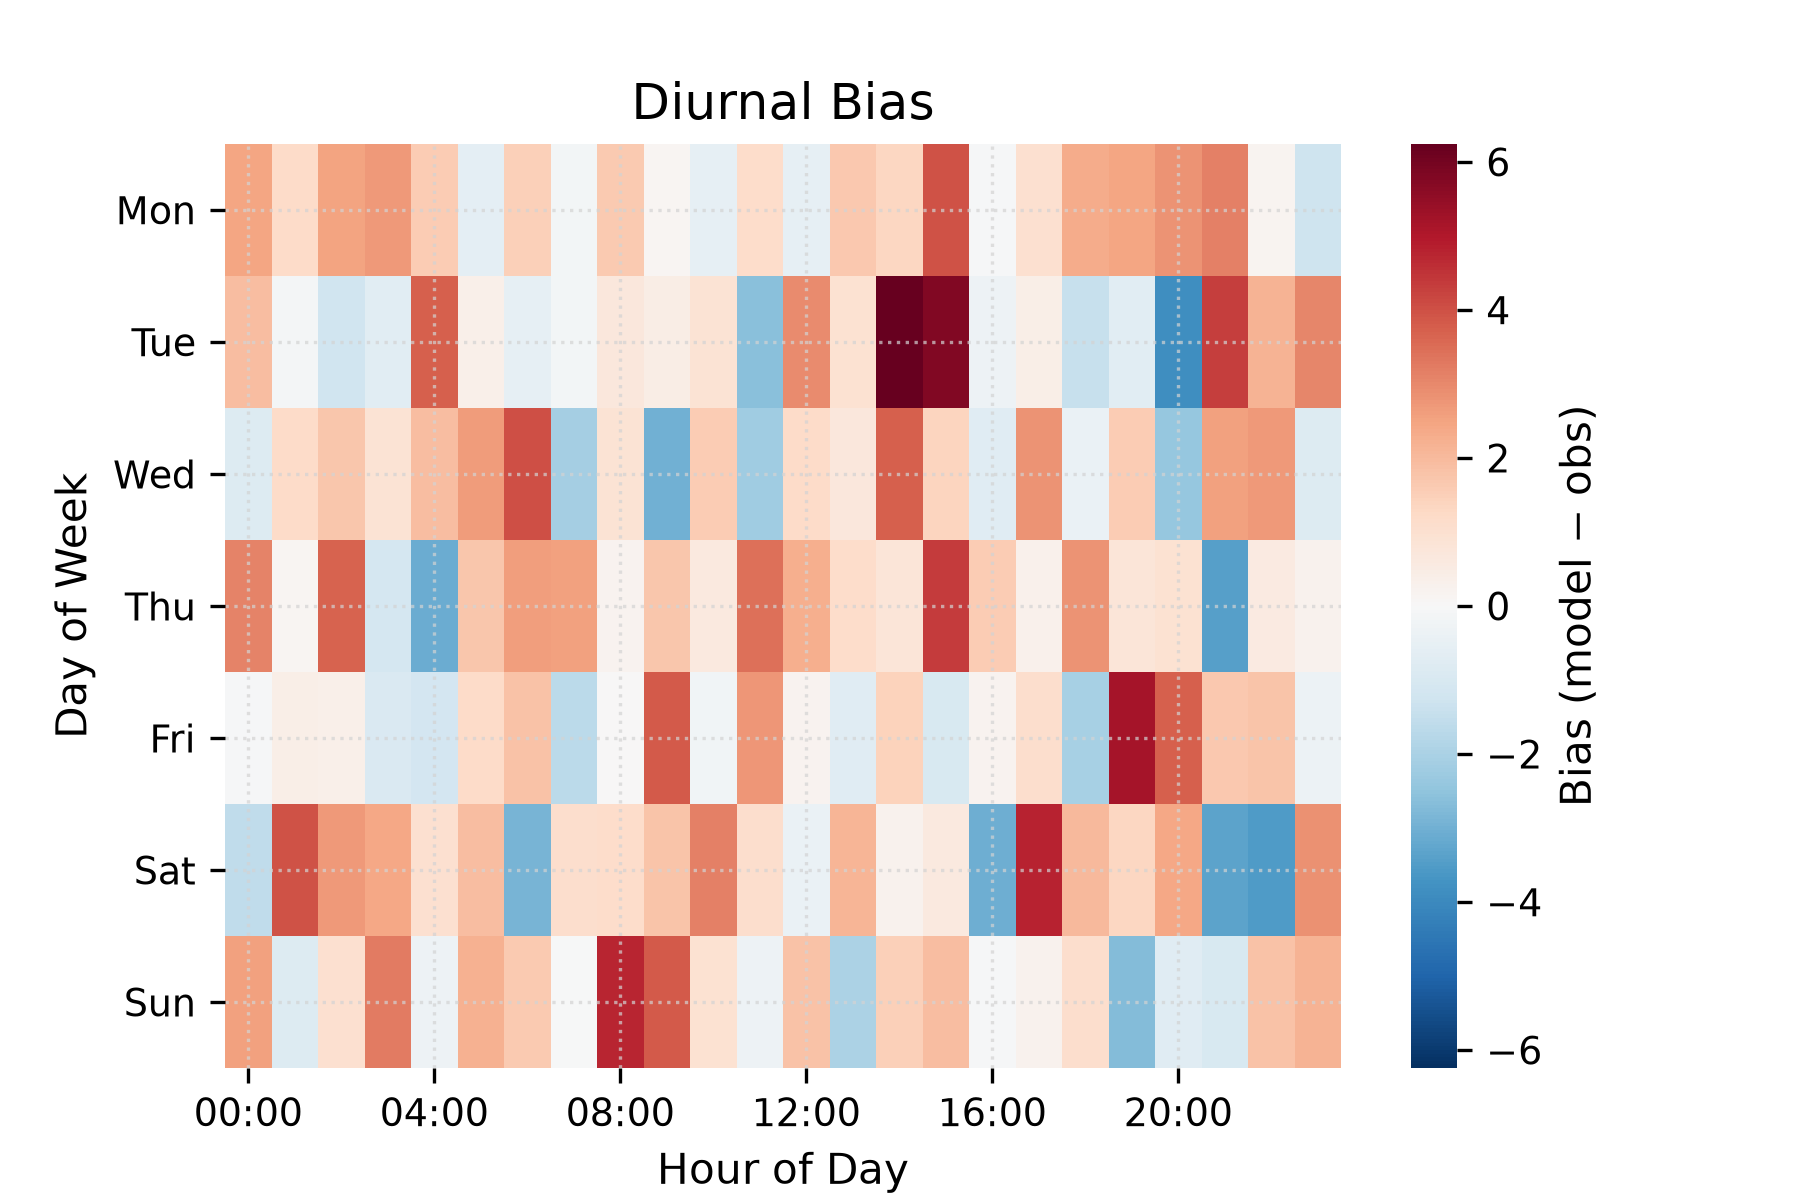 Diurnal Bias
Day of Week
Mon
Tue
Wed
Thu
Fri
Sat
Sun
00:00 04:00 08:00 12:00 16:00 20:00
Hour of Day
6
4
2
0
−2
−4
−6
Bias (model − obs)